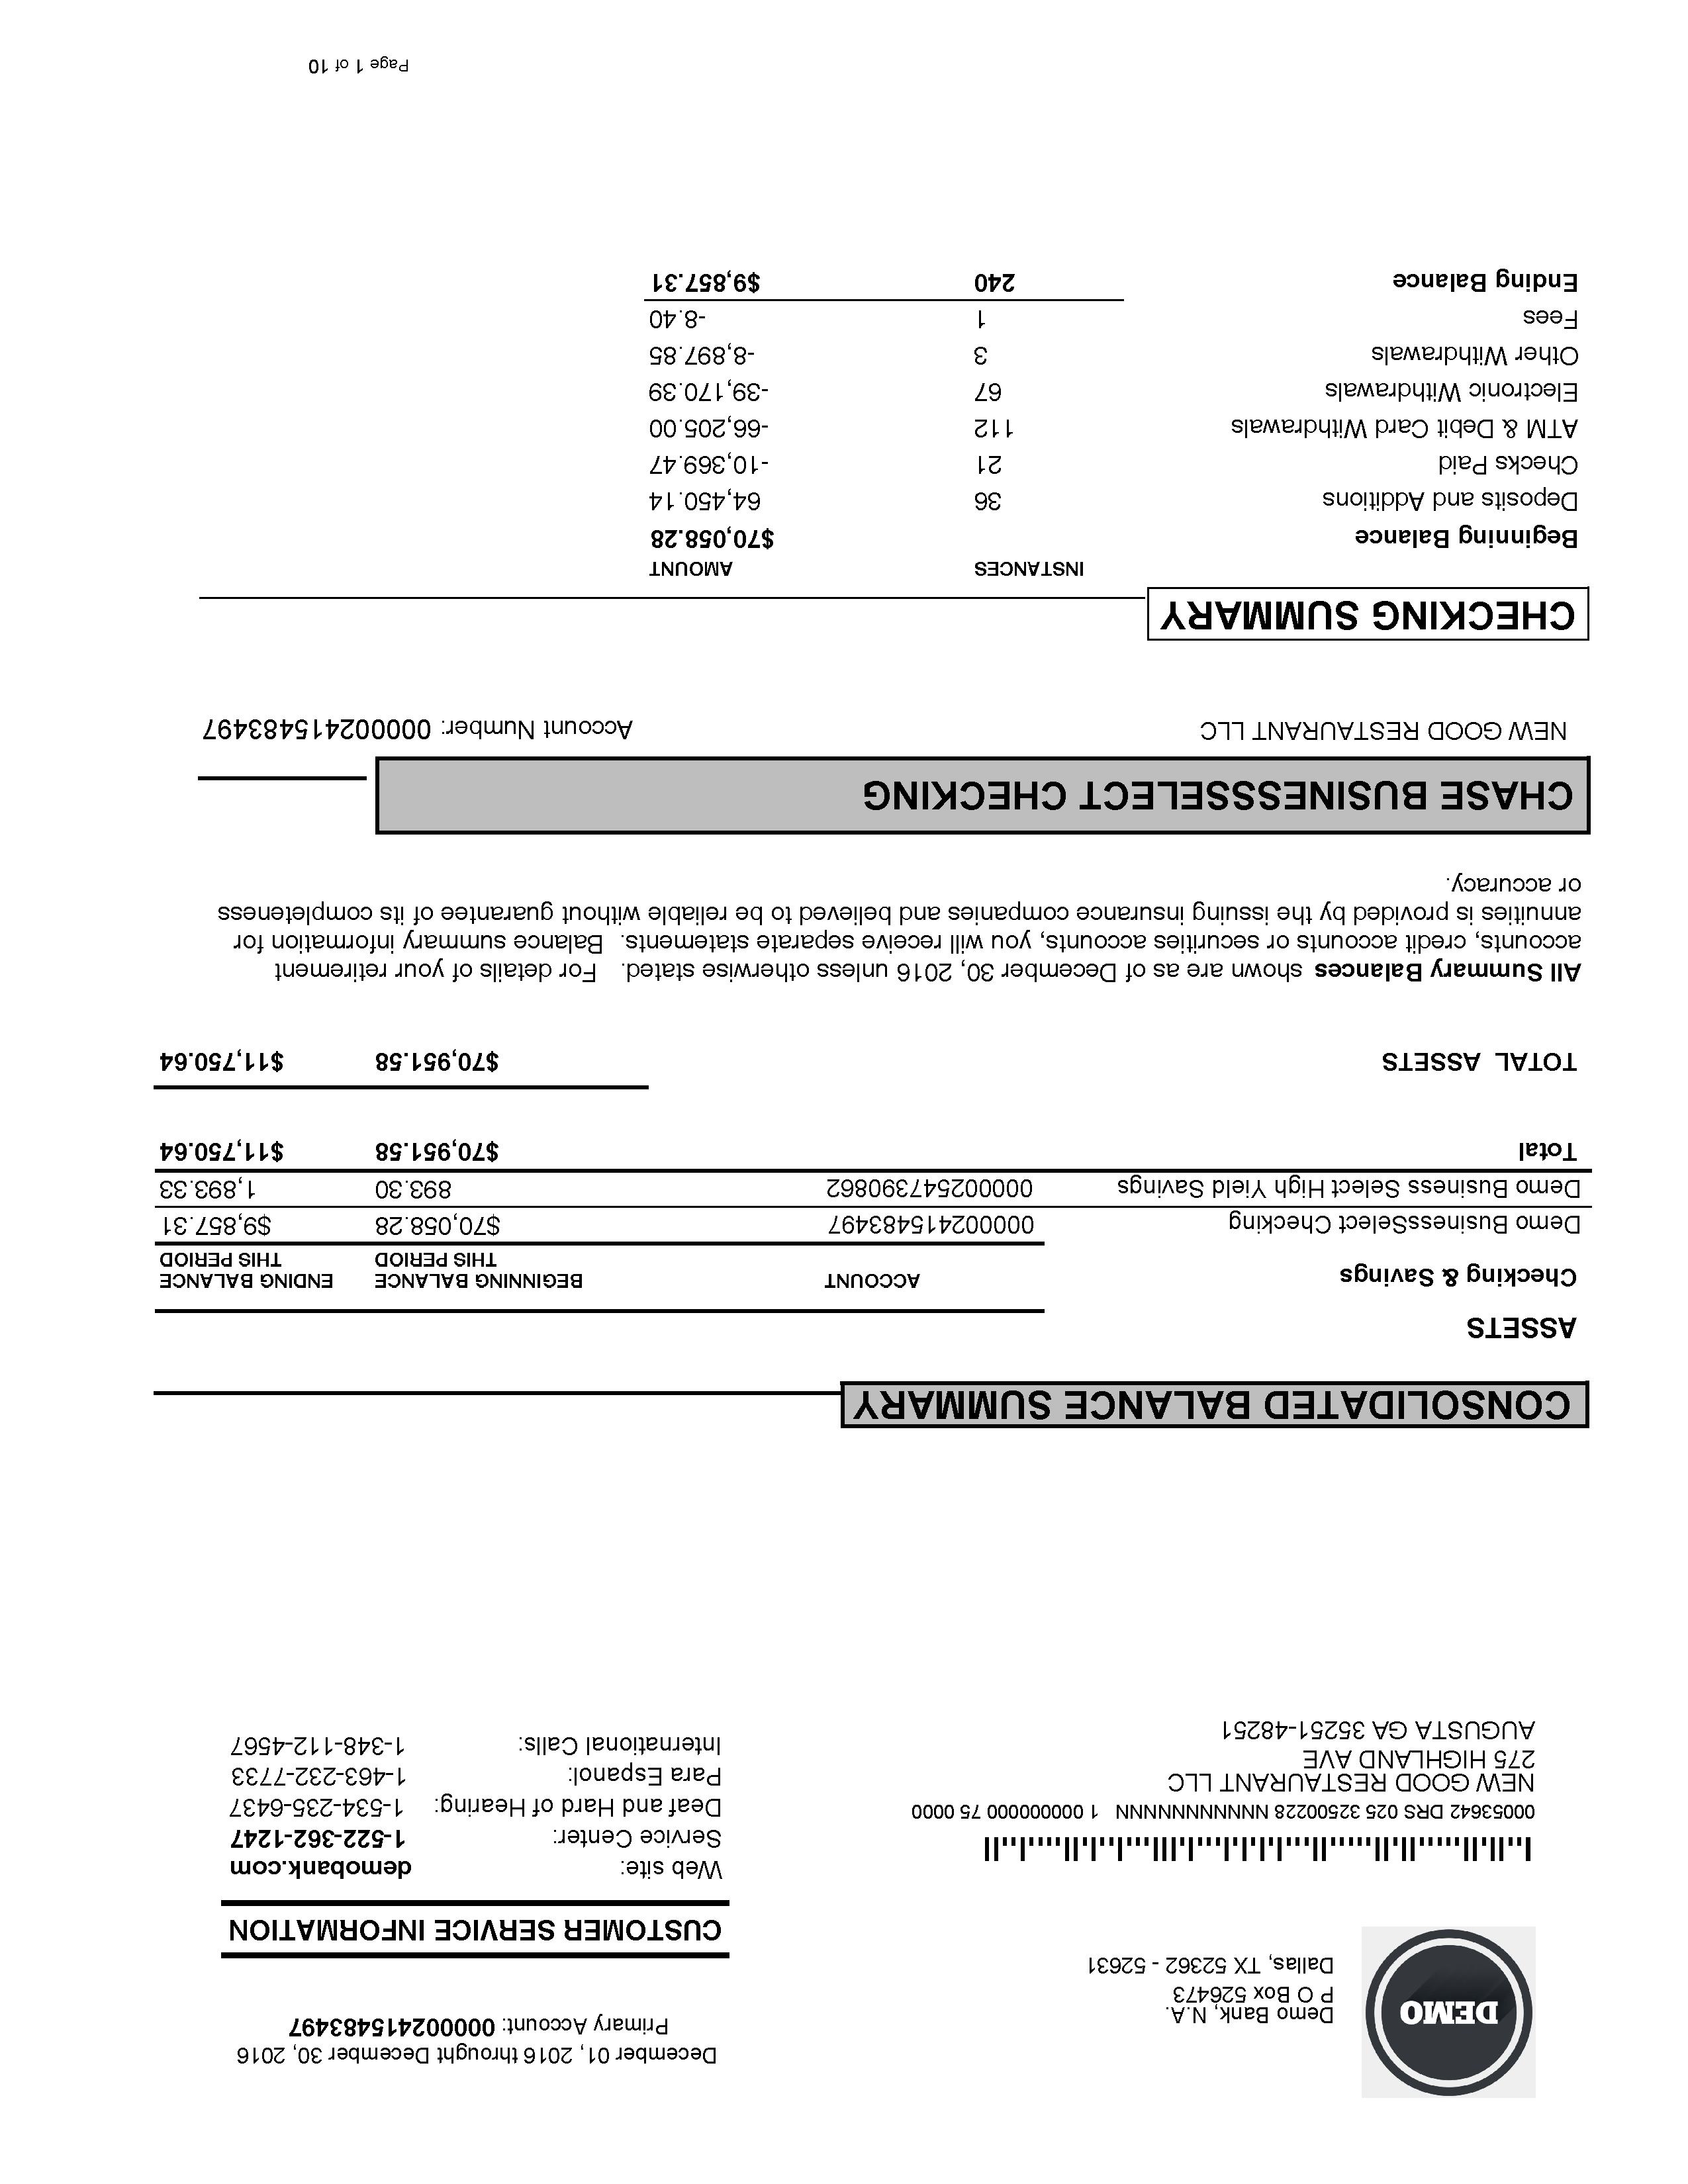 DEMO
Demo Bank, N.A.
P O Box 526473
Dallas, TX 52362 - 52631
December 01, 2016 throught December 30, 2016
Primary Account: 000002415483497
CUSTOMER SERVICE INFORMATION
Web site: demobank.com
Service Center: 1-522-362-1247
Deaf and Hard of Hearing: 1-534-235-6437
Para Espanol: 1-463-232-7733
International Calls: 1-348-112-4567
00053642 DRS 025 32500228 NNNNNNNNNNN 1 000000000 75 0000
NEW GOOD RESTAURANT LLC
275 HIGHLAND AVE
AUGUSTA GA 35251-48251
CONSOLIDATED BALANCE SUMMARY
ASSETS
Checking & Savings ACCOUNT BEGINNING BALANCE THIS PERIOD ENDING BALANCE THIS PERIOD
Demo BusinessSelect Checking 000002415483497 $70,058.28 $9,857.31
Demo Business Select High Yield Savings 000002547390862 893.30 1,893.33
Total $70,951.58 $11,750.64
TOTAL ASSETS $70,951.58 $11,750.64
All Summary Balances shown are as of December 30, 2016 unless otherwise stated. For details of your retirement
accounts, credit accounts or securities accounts, you will receive separate statements. Balance summary information for
annuities is provided by the issuing insurance companies and believed to be reliable without guarantee of its completeness
or accuracy.
CHASE BUSINESSSELECT CHECKING
NEW GOOD RESTAURANT LLC Account Number: 000002415483497
CHECKING SUMMARY
INSTANCES AMOUNT
Beginning Balance $70,058.28
Deposits and Additions 36 64,450.14
Checks Paid 21 -10,369.47
ATM & Debit Card Withdrawals 112 -66,205.00
Electronic Withdrawals 67 -39,170.39
Other Withdrawals 3 -8,897.85
Fees 1 -8.40
Ending Balance 240 $9,857.31
Page 1 of 10